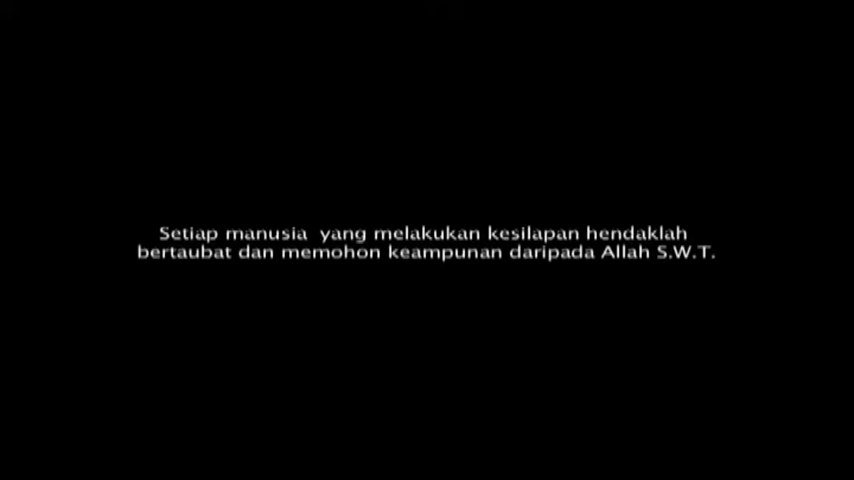 Setiap manusia yang melakukan kesilapan hendaklah
bertaubat dan memohon keampunan daripada Allah S.W.T.